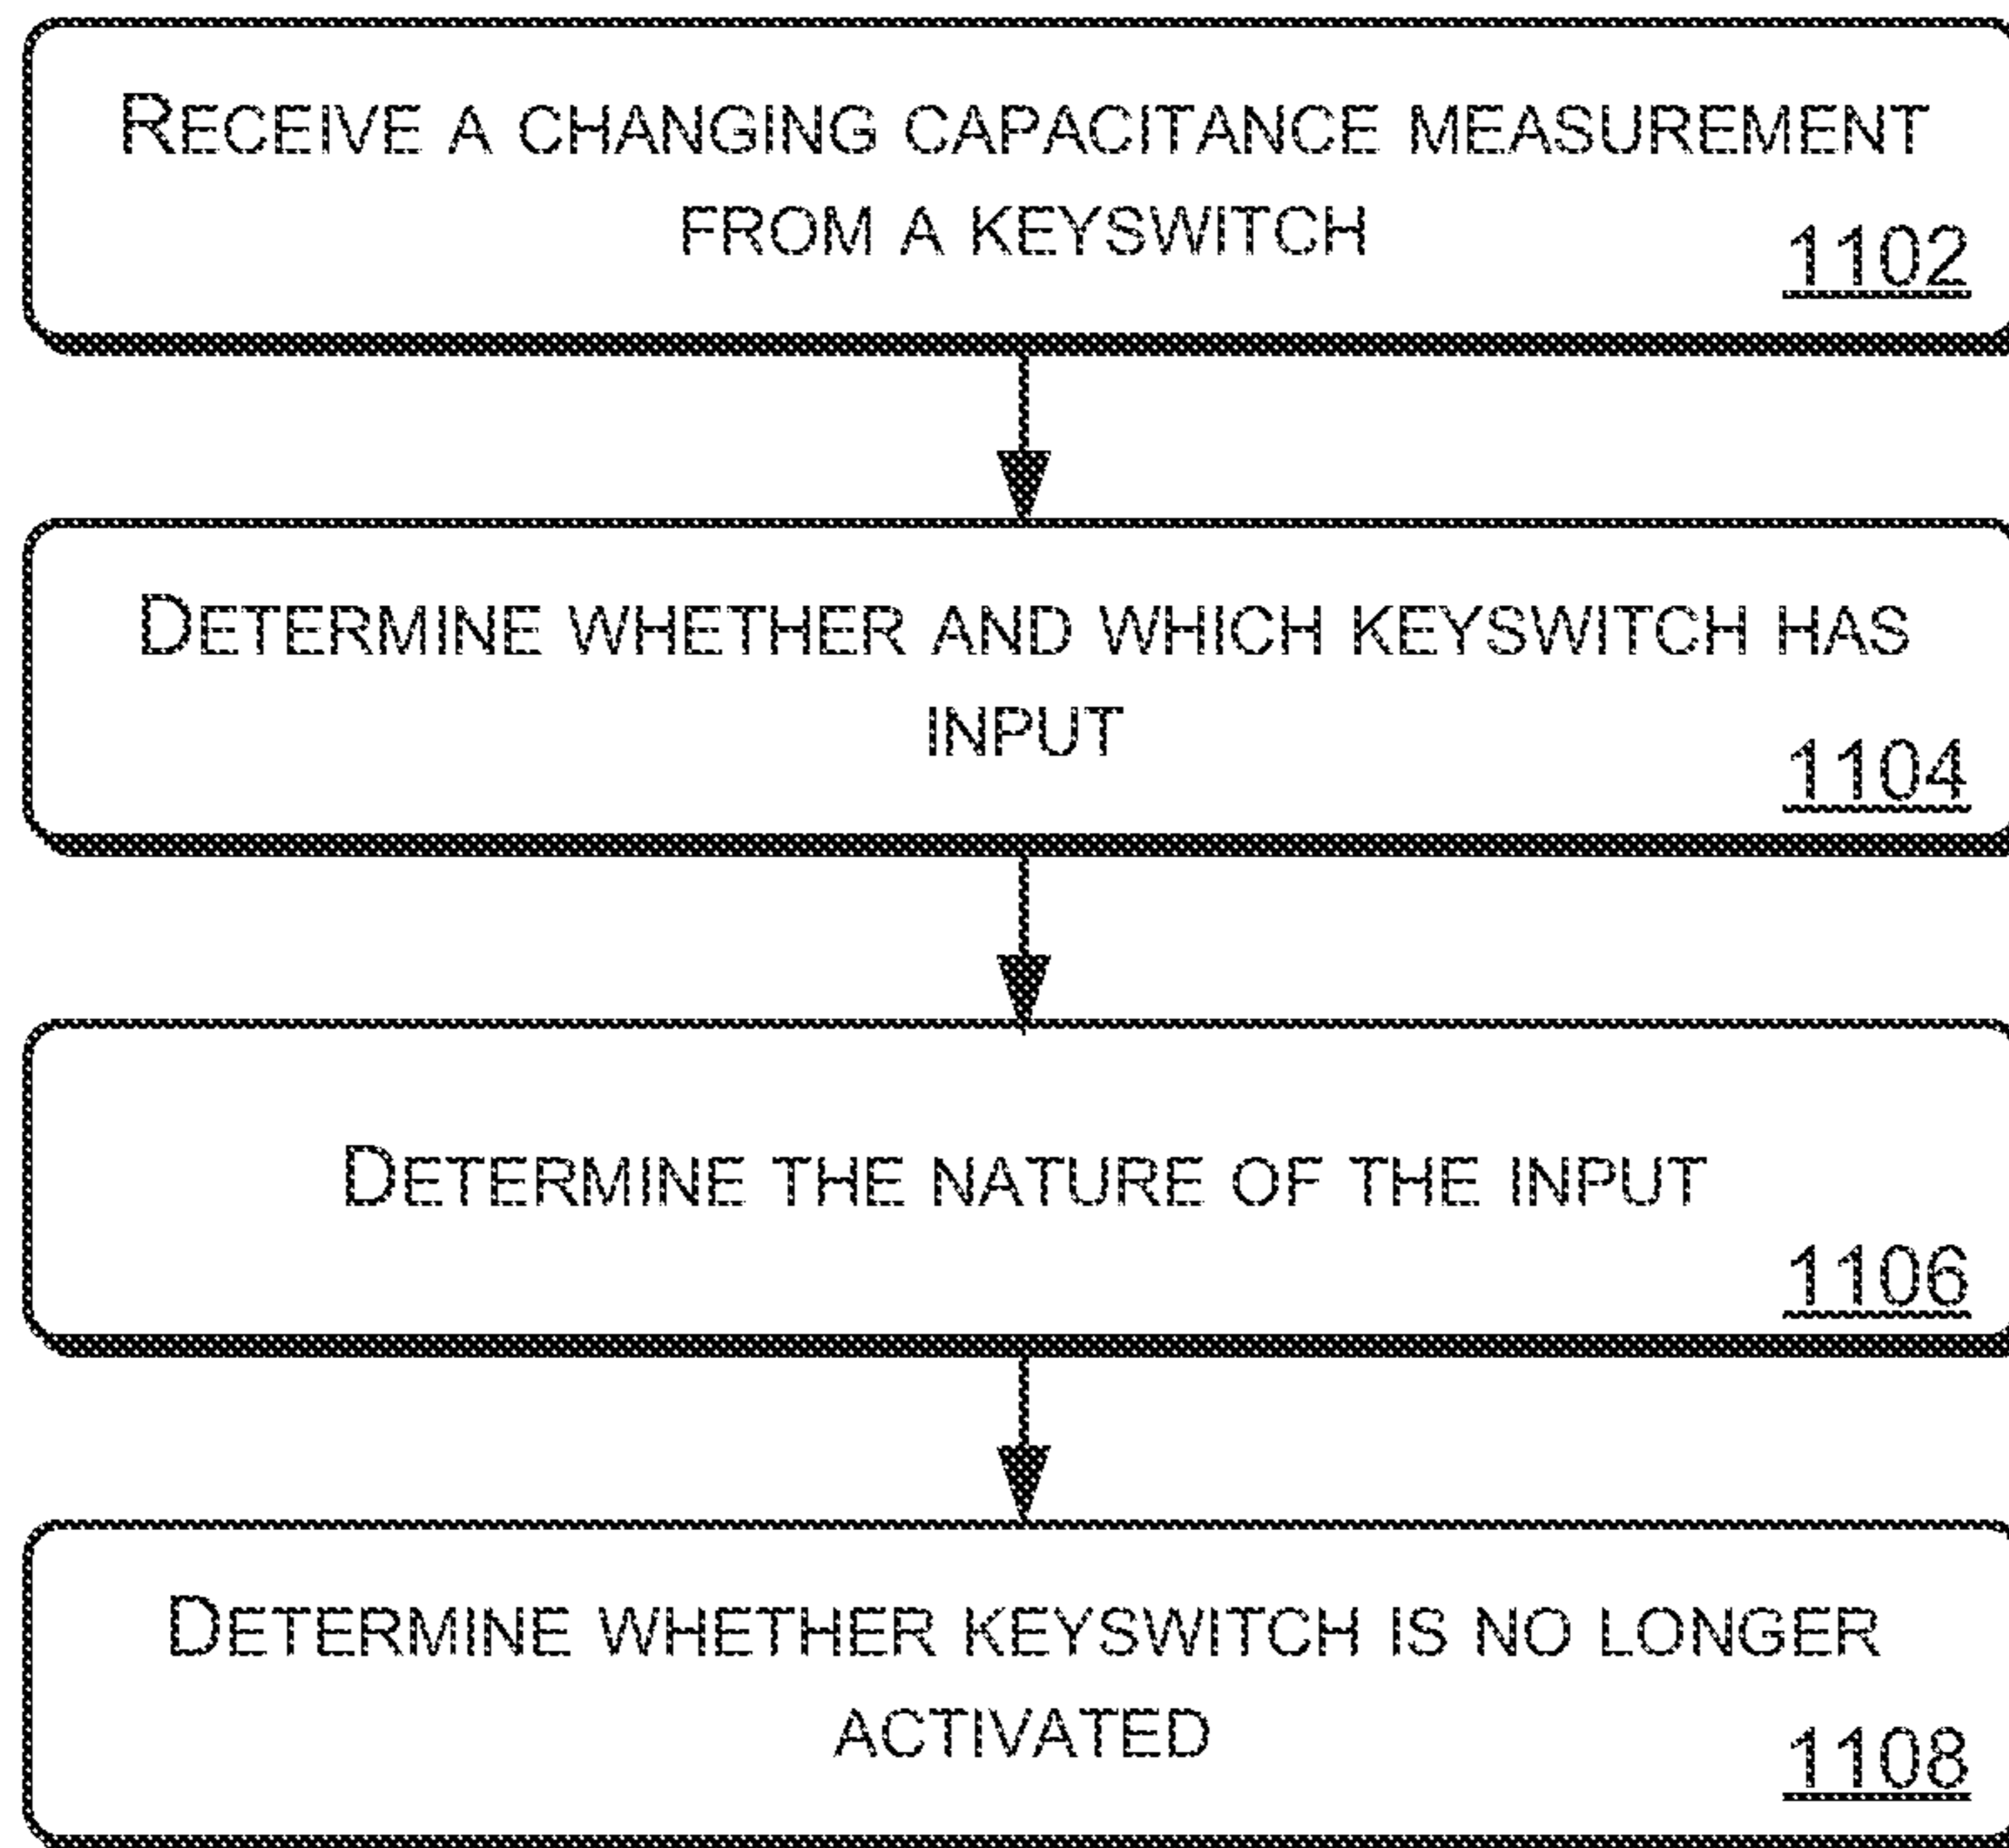 RECEIVE A CHANGING CAPACITANCE MEASUREMENT
FROM A KEYSWITCH
1102
DETERMINE WHETHER AND WHICH KEYSWITCH HAS
INPUT
1104
DETERMINE THE NATURE OF THE INPUT
1106
DETERMINE WHETHER KEYSWITCH IS NO LONGER
ACTIVATED
1108